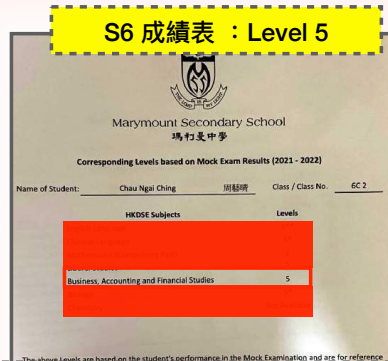 S6 成績表 ：Level 5
Marymount Secondary School
瑪利曼中學
Corresponding Levels based on Mock Exam Results (2021 - 2022)
Name of Student: Chau Ngai Ching 周藝晴 Class / Class No. 6C 2
HKDSE Subjects Levels
Business, Accounting and Financial Studies 5
The above Levels are based on the student's performance in the Mock Examination and are for reference